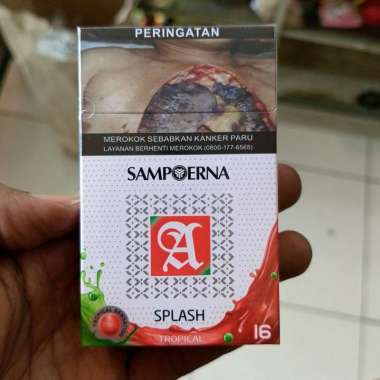 PERINGATAN
MEROKOK SEBABKAN KANKER PARU
LAYANAN BERHENTI MEROKOK (0800-177-6565)
SAMPOERNA
A
SPLASH
TROPICAL
16